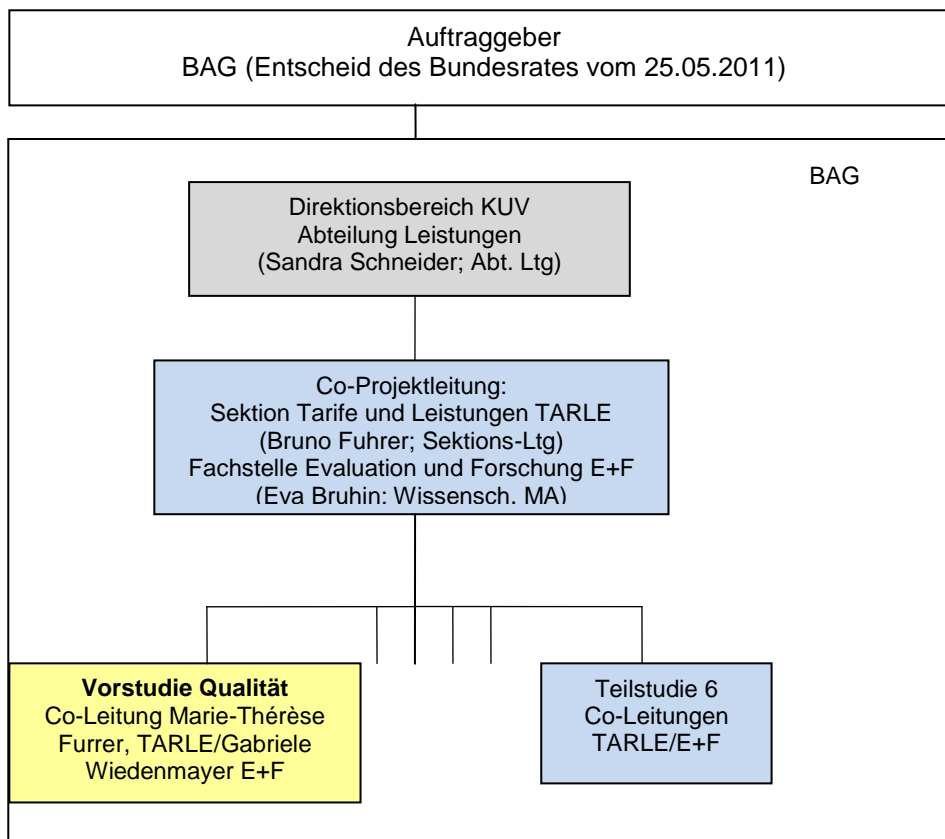 Auftraggeber
BAG (Entscheid des Bundesrates vom 25.05.2011)
BAG
Direktionsbereich KUV
Abteilung Leistungen
(Sandra Schneider; Abt. Ltg)
Co-Projektleitung:
Sektion Tarife und Leistungen TARLE
(Bruno Fuhrer; Sektions-Ltg)
Fachstelle Evaluation und Forschung E+F
(Eva Bruhin: Wissensch. MA)
Vorstudie Qualität
Co-Leitung Marie-Thérèse
Furrer, TARLE/Gabriele
Wiedenmayer E+F
Teilstudie 6
Co-Leitungen
TARLE/E+F